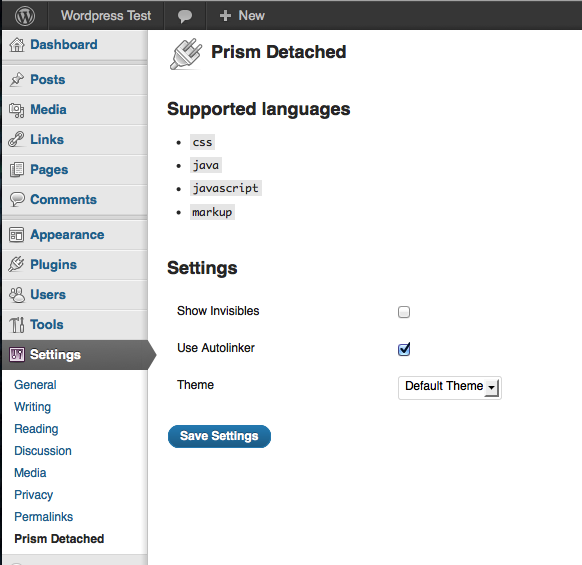 Wordpress Test
New
Dashboard
Posts
Media
Links
Pages
Comments
Appearance
Plugins
Users
Tools
Settings
General
Writing
Reading
Discussion
Media
Privacy
Permalinks
Prism Detached
Prism Detached
Supported languages
css
java
javascript
markup
Settings
Show Invisibles
Use Autolinker
Theme
Default Theme
Save Settings